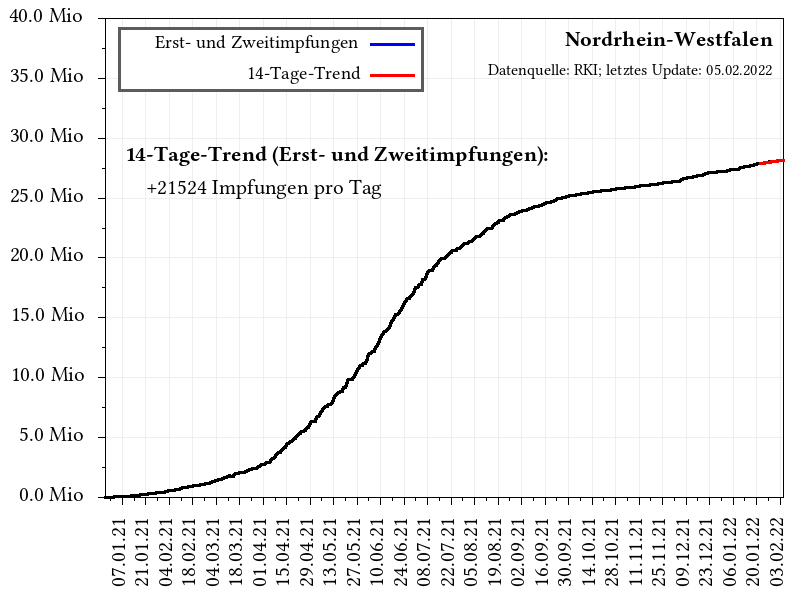 40.0 Mio
35.0 Mio
30.0 Mio
25.0 Mio
20.0 Mio
15.0 Mio
10.0 Mio
5.0 Mio
0.0 Mio
Erst- und Zweitimpfungen
14-Tage-Trend
Nordrhein-Westfalen
Datenquelle: RKI; letztes Update: 05.02.2022
14-Tage-Trend (Erst- und Zweitimpfungen):
+21524 Impfungen pro Tag
07.01.21
21.01.21
04.02.21
18.02.21
04.03.21
18.03.21
01.04.21
15.04.21
29.04.21
13.05.21
27.05.21
10.06.21
24.06.21
08.07.21
22.07.21
05.08.21
19.08.21
02.09.21
16.09.21
30.09.21
14.10.21
28.10.21
11.11.21
25.11.21
09.12.21
23.12.21
06.01.22
20.01.22
03.02.22